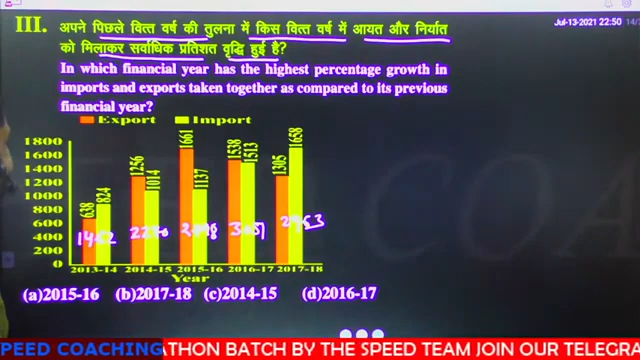 Jul-13-2021 22:50
III. अपने पिछले वित्त वर्ष की तुलना में किस वित्त वर्ष में आयत और निर्यात
को मिलाकर सर्वाधिक प्रतिशत वृद्धि हुई है?
In which financial year has the highest percentage growth in
imports and exports taken together as compared to its previous
financial year?
Export Import
1800
1600
1400
1200
1000
800
600
400
200
0
638 824 1256 1014 1661 1137 1538 1513 1305 1658
1462 2270 2798 3051 2963
2013-14 2014-15 2015-16 2016-17 2017-18
Year
(a)2015-16 (b)2017-18 (c)2014-15 (d)2016-17
SPEED COACHING
ATHON BATCH BY THE SPEED TEAM JOIN OUR TELEGRA